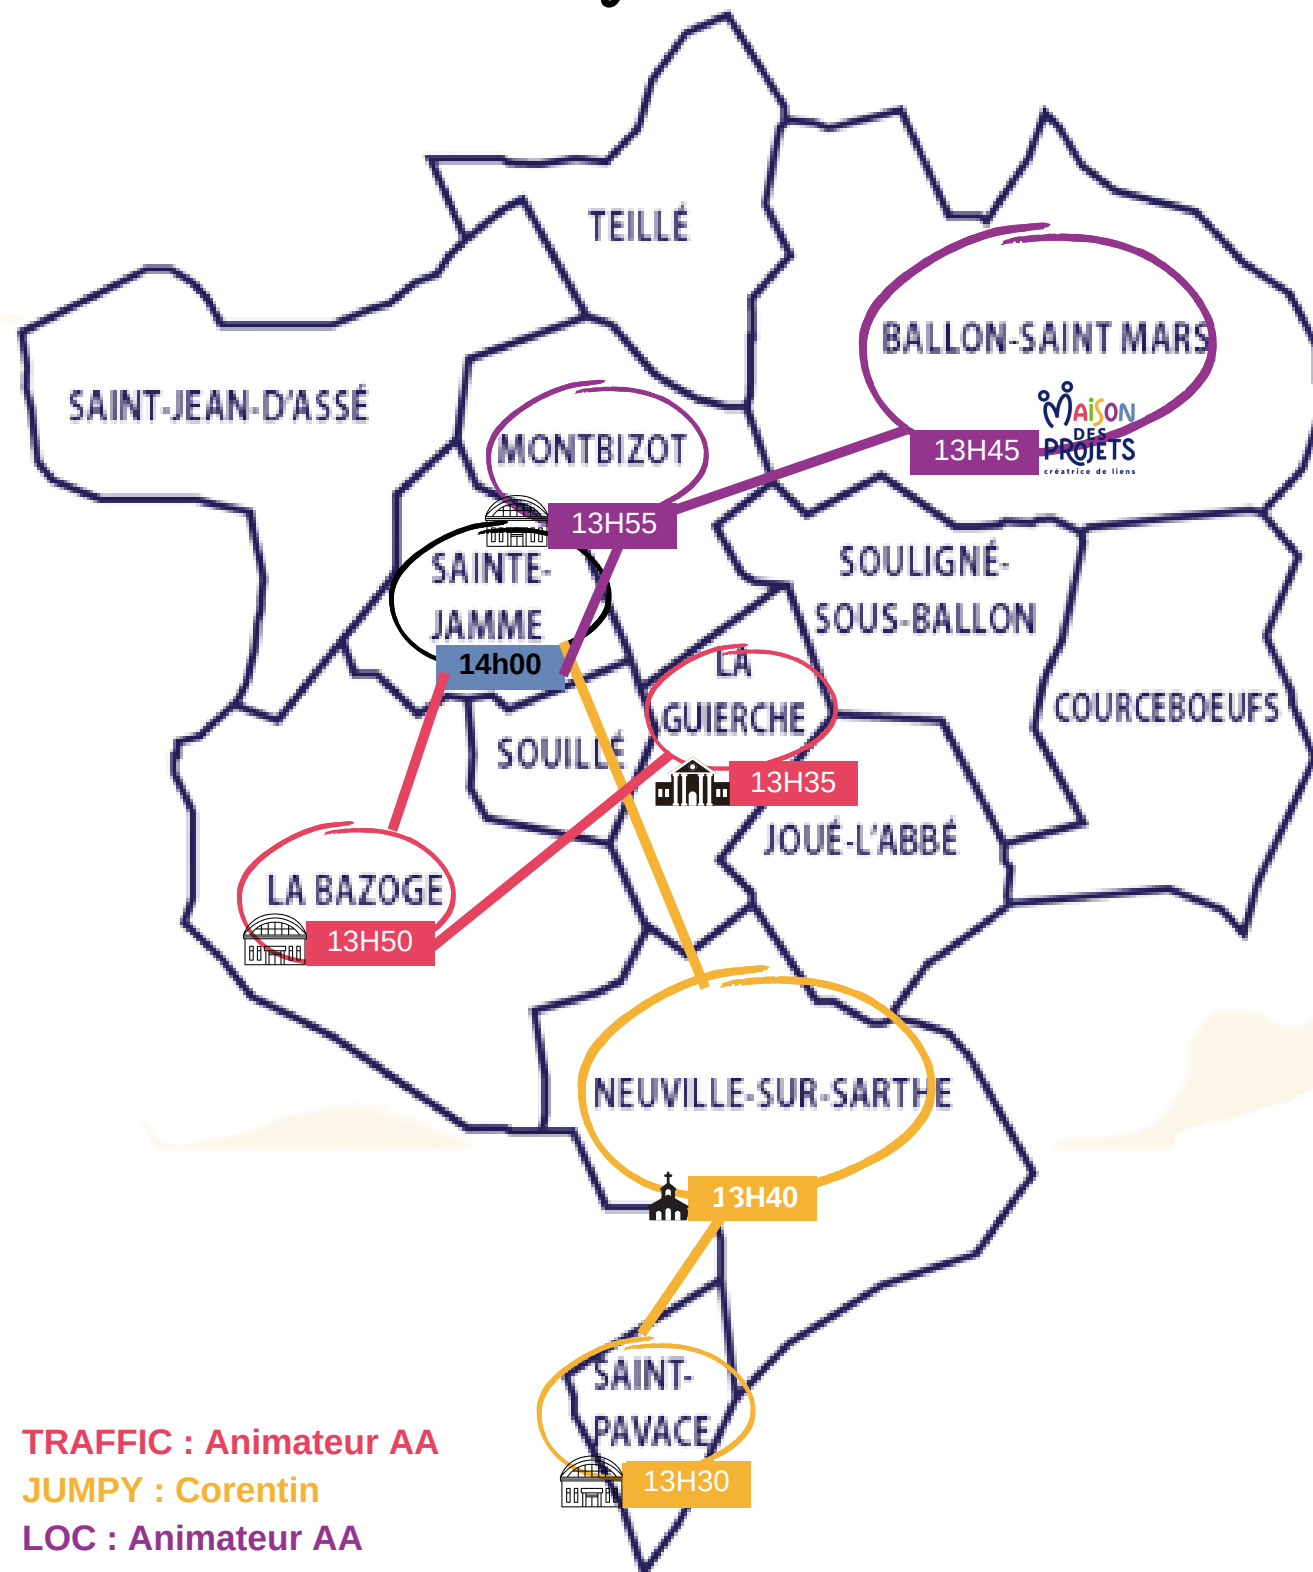 TEILLÉ
BALLON-SAINT MARS
SAINT-JEAN-D'ASSÉ
MAISON
DES
PROJETS
créatrice de liens
MONTBIZOT
13H45
13H55
SAINTE-
JAMME
14h00
SOULIGNÉ-
SOUS-BALLON
LA
GUIERCHE
COURCEBOEUFS
SOUILLÉ
13H35
JOUÉ-L'ABBÉ
LA BAZOGE
13H50
NEUVILLE-SUR-SARTHE
13H40
SAINT-
PAVACE
13H30
TRAFFIC : Animateur AA
JUMPY : Corentin
LOC : Animateur AA